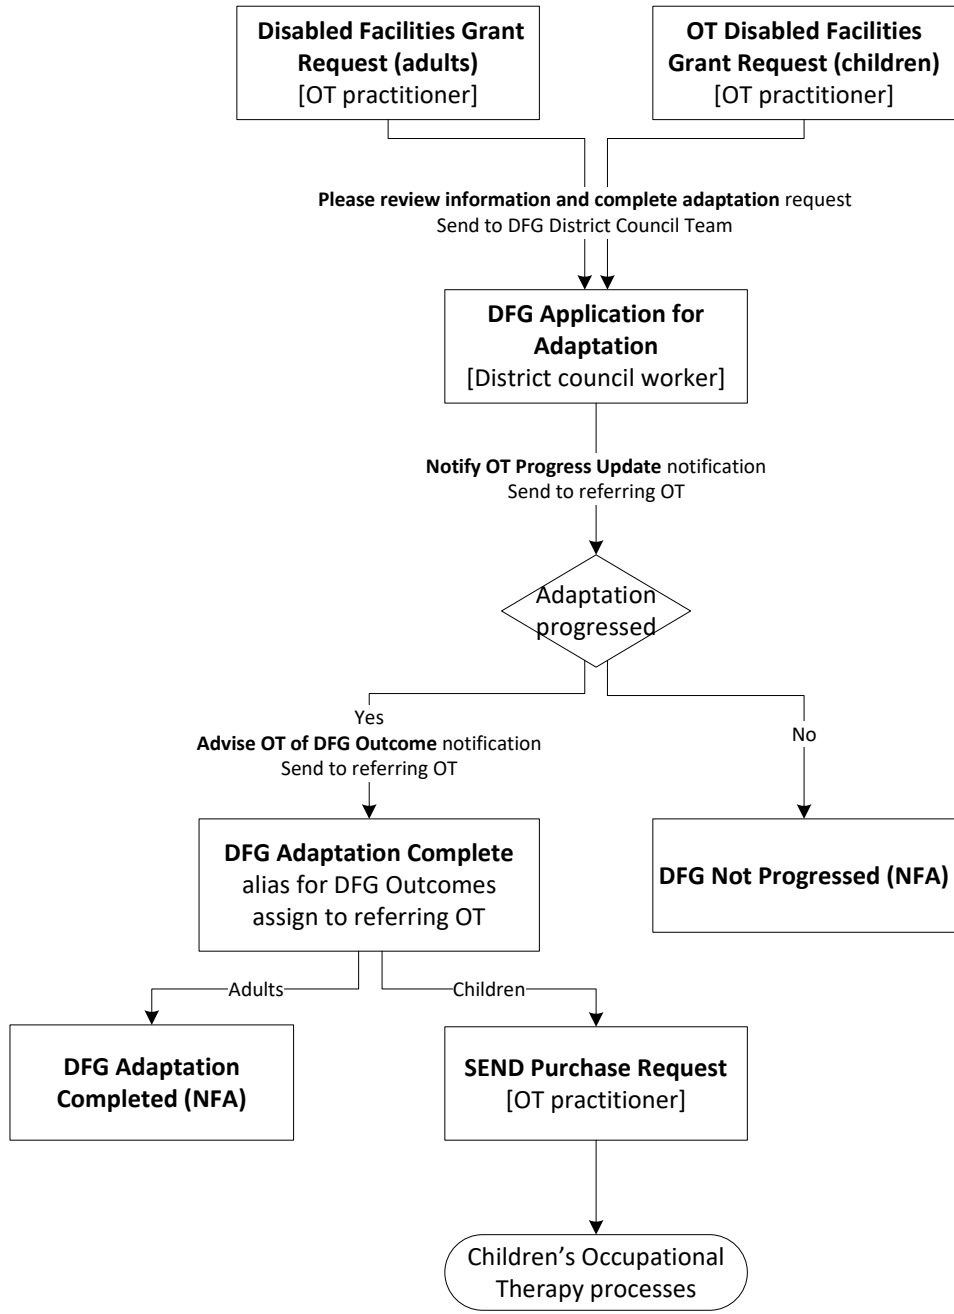 Disabled Facilities Grant
Request (adults)
[OT practitioner]
OT Disabled Facilities
Grant Request (children)
[OT practitioner]
Please review information and complete adaptation request
Send to DFG District Council Team
DFG Application for
Adaptation
[District council worker]
Notify OT Progress Update notification
Send to referring OT
Adaptation
progressed
Yes
Advise OT of DFG Outcome notification
Send to referring OT
No
DFG Adaptation Complete
alias for DFG Outcomes
assign to referring OT
DFG Not Progressed (NFA)
Adults
Children
DFG Adaptation
Completed (NFA)
SEND Purchase Request
[OT practitioner]
Children’s Occupational
Therapy processes